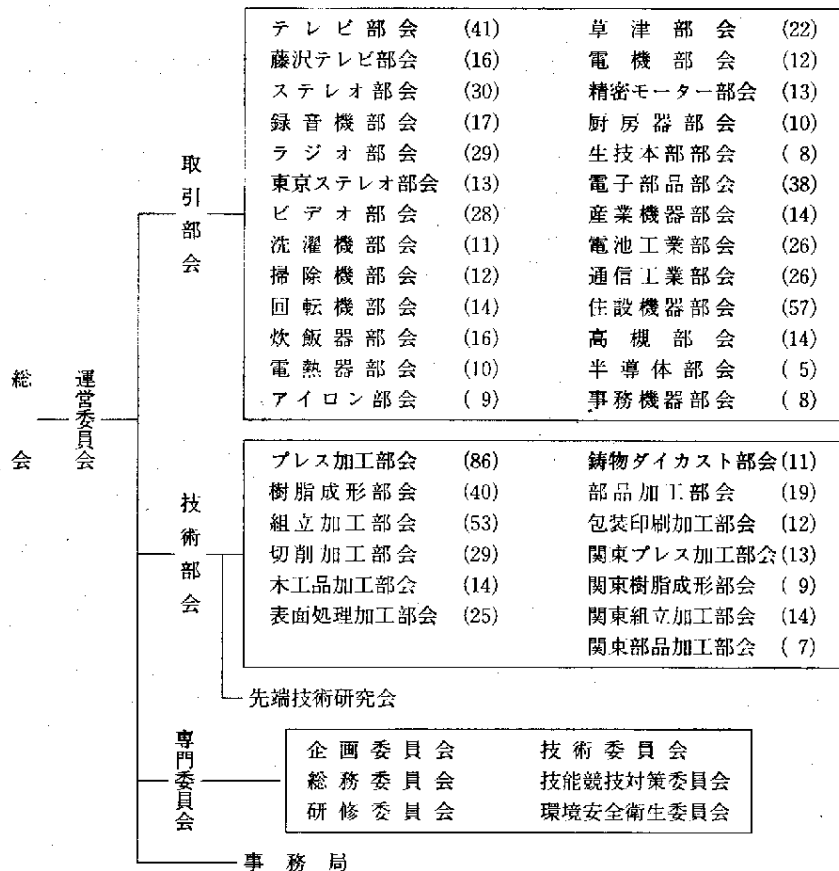 総会
運営委員会
取引部会
テレビ部会 (41) 草津部会 (22)
藤沢テレビ部会 (16) 電機部会 (12)
ステレオ部会 (30) 精密モーター部会 (13)
録音機部会 (17) 厨房器部会 (10)
ラジオ部会 (29) 生技本部部会 ( 8)
東京ステレオ部会 (13) 電子部品部会 (38)
ビデオ部会 (28) 産業機器部会 (14)
洗濯機部会 (11) 電池工業部会 (26)
掃除機部会 (12) 通信工業部会 (26)
回転機部会 (14) 住設機器部会 (57)
炊飯器部会 (16) 高槻部会 (14)
電熱器部会 (10) 半導体部会 ( 5)
アイロン部会 ( 9) 事務機器部会 ( 8)
技術部会
プレス加工部会 (86) 鋳物ダイカスト部会 (11)
樹脂成形部会 (40) 部品加工部会 (19)
組立加工部会 (53) 包装印刷加工部会 (12)
切削加工部会 (29) 関東プレス加工部会 (13)
木工品加工部会 (14) 関東樹脂成形部会 ( 9)
表面処理加工部会 (25) 関東組立加工部会 (14)
関東部品加工部会 ( 7)
先端技術研究会
専門委員会
企画委員会 技術委員会
総務委員会 技能競技対策委員会
研修委員会 環境安全衛生委員会
事務局